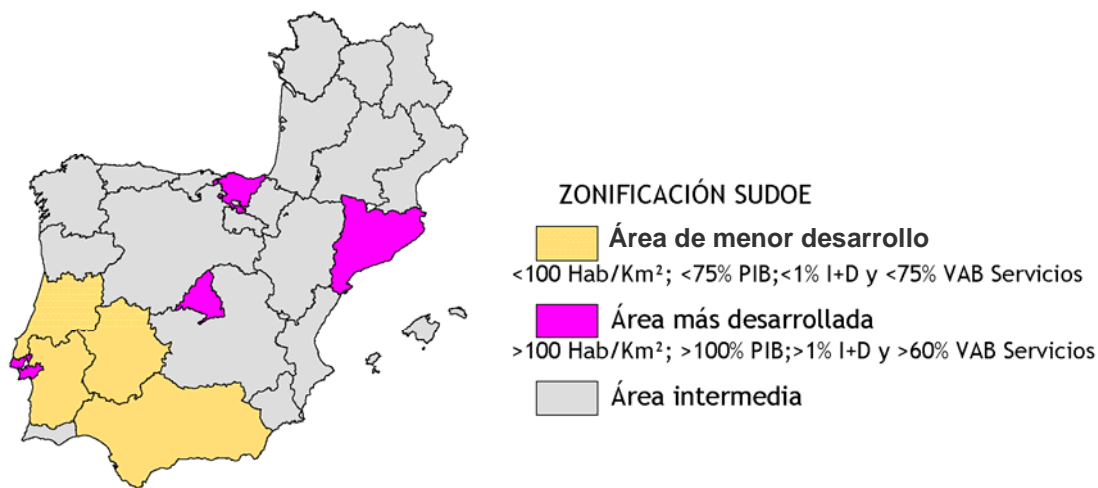 ZONIFICACIÓN SUDOE
Área de menor desarrollo
<100 Hab/Km²; <75% PIB;<1% I+D y <75% VAB Servicios
Área más desarrollada
>100 Hab/Km²; >100% PIB;>1% I+D y >60% VAB Servicios
Área intermedia